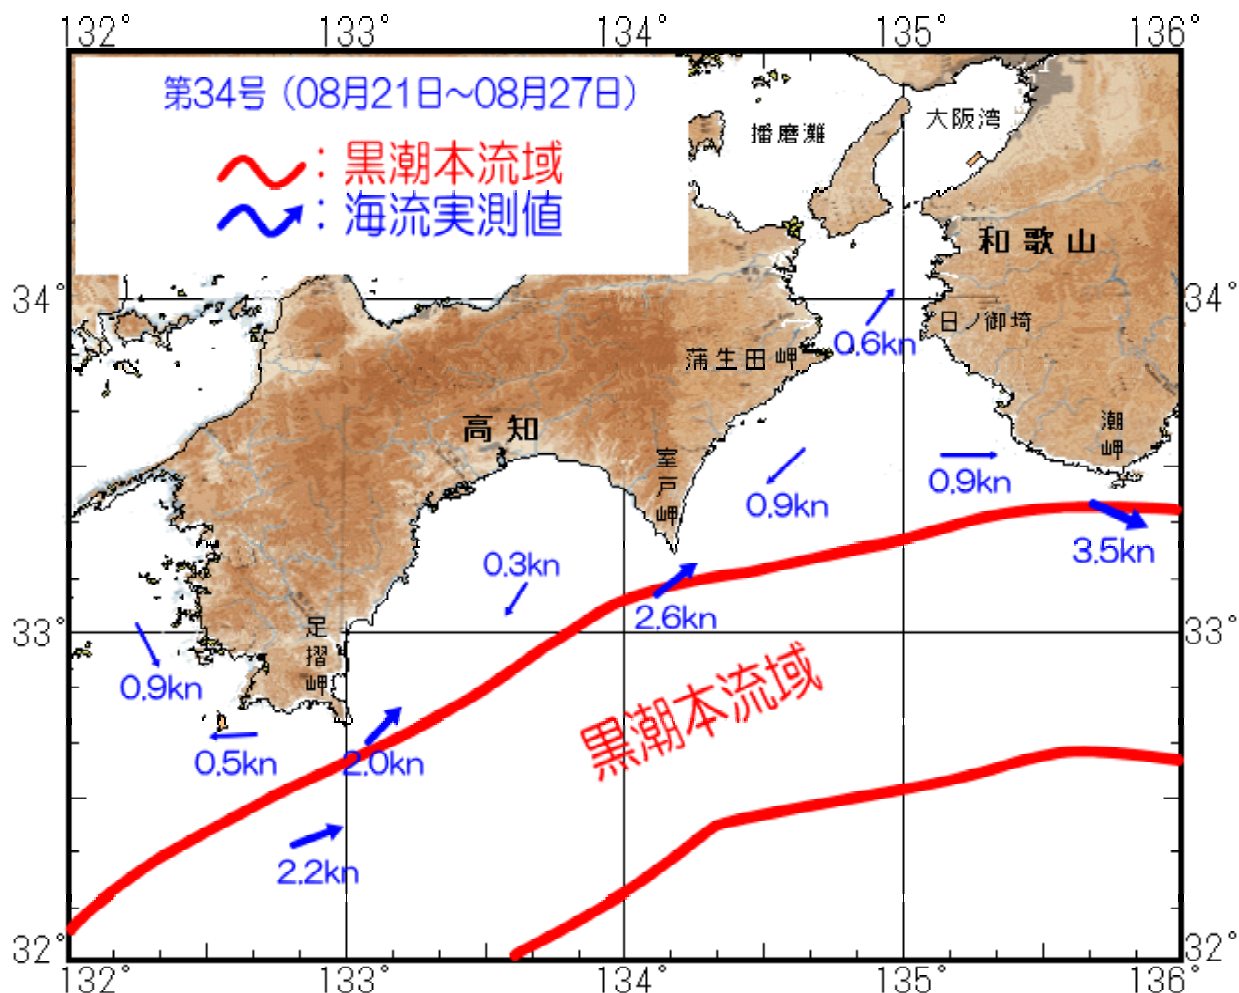 132° 133° 134° 135° 136°
第34号（08月21日～08月27日）
：黒潮本流域
：海流実測値
播磨灘
大阪湾
和歌山
34° 34°
日ノ御埼
0.6kn
蒲生田岬
高知
潮岬
室戸岬
0.9kn
0.9kn
3.5kn
0.3kn
2.6kn
33° 33°
足摺岬
0.9kn
黒潮本流域
0.5kn
2.0kn
2.2kn
32° 32°
132° 133° 134° 135° 136°